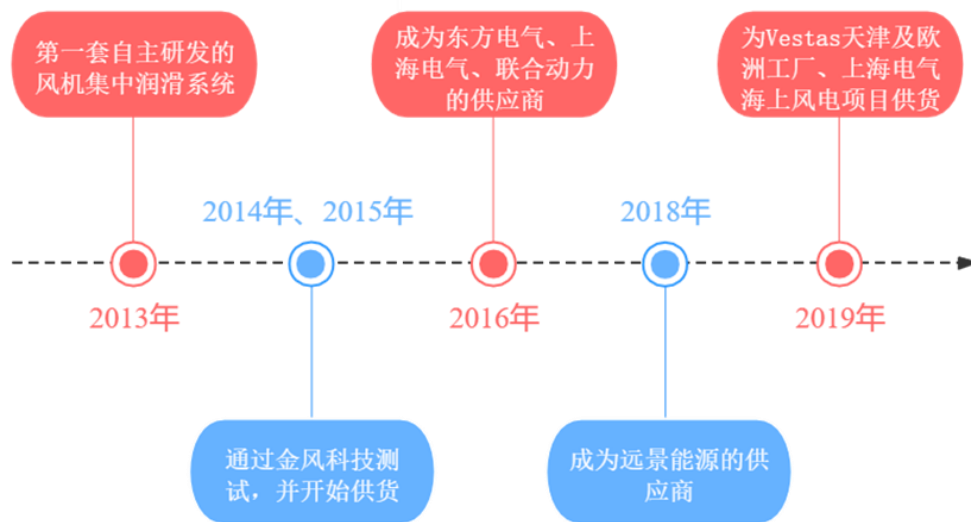 第一套自主研发的
风机集中润滑系统
成为东方电气、上
海电气、联合动力
的供应商
为Vestas天津及欧
洲工厂、上海电气
海上风电项目供货
2014年、2015年
2018年
2013年
2016年
2019年
通过金风科技测
试，并开始供货
成为远景能源的供
应商